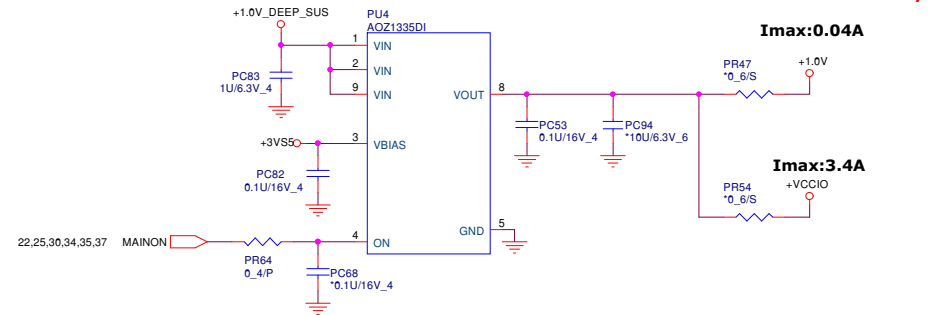 +1.0V_DEEP_SUS
PU4
AOZ1335DI
Imax:0.04A
1
VIN
PR47
*0_6/S
+1.0V
PC83
1U/6.3V_4
2
VIN
9
VIN
VOUT
8
PC53
0.1U/16V_4
PC94
*10U/6.3V_6
+3VS5
3
VBIAS
Imax:3.4A
PC82
0.1U/16V_4
PR54
*0_6/S
+VCCIO
22,25,30,34,35,37
MAINON
4
ON
GND
5
PR64
0_4/P
PC68
*0.1U/16V_4